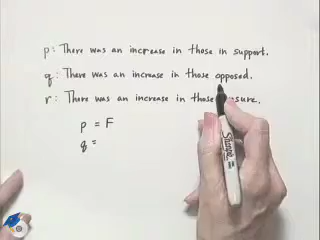 p: There was an increase in those in support.
q: There was an increase in those opposed.
r: There was an increase in those
p = F
q =
Sharpie